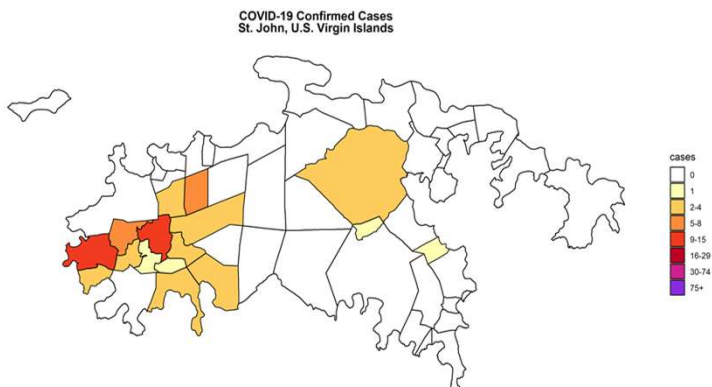 COVID-19 Confirmed Cases
St. John, U.S. Virgin Islands
cases
0
1
2-4
5-8
9-15
16-29
30-74
75+